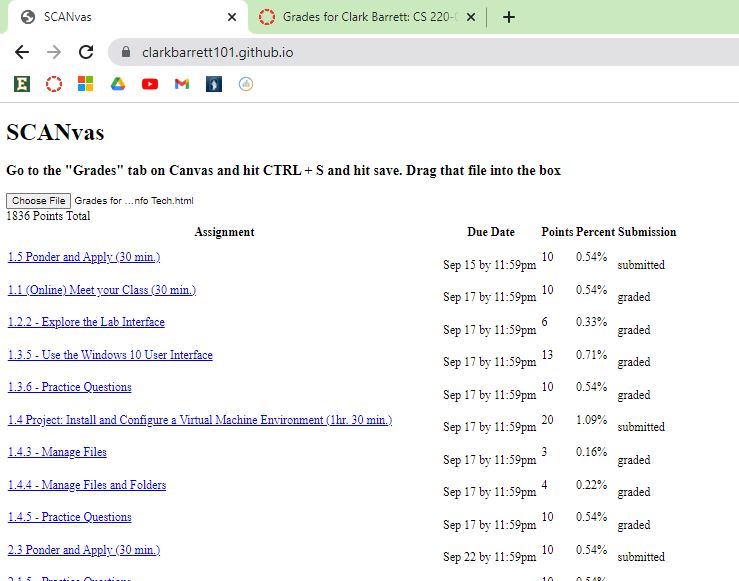 SCANvas
Grades for Clark Barrett: CS 220-
clarkbarrett101.github.io
SCANvas
Go to the "Grades" tab on Canvas and hit CTRL + S and hit save. Drag that file into the box
Choose File Grades for ...nfo Tech.html
1836 Points Total
Assignment Due Date Points Percent Submission
1.5 Ponder and Apply (30 min.) Sep 15 by 11:59pm 10 0.54% submitted
1.1 (Online) Meet your Class (30 min.) Sep 17 by 11:59pm 10 0.54% graded
1.2.2 - Explore the Lab Interface Sep 17 by 11:59pm 6 0.33% graded
1.3.5 - Use the Windows 10 User Interface Sep 17 by 11:59pm 13 0.71% graded
1.3.6 - Practice Questions Sep 17 by 11:59pm 10 0.54% graded
1.4 Project: Install and Configure a Virtual Machine Environment (1hr. 30 min.) Sep 17 by 11:59pm 20 1.09% submitted
1.4.3 - Manage Files Sep 17 by 11:59pm 3 0.16% graded
1.4.4 - Manage Files and Folders Sep 17 by 11:59pm 4 0.22% graded
1.4.5 - Practice Questions Sep 17 by 11:59pm 10 0.54% graded
2.3 Ponder and Apply (30 min.) Sep 22 by 11:59pm 10 0.54% submitted
2.1.5 - Practice Questions 10 0.54%